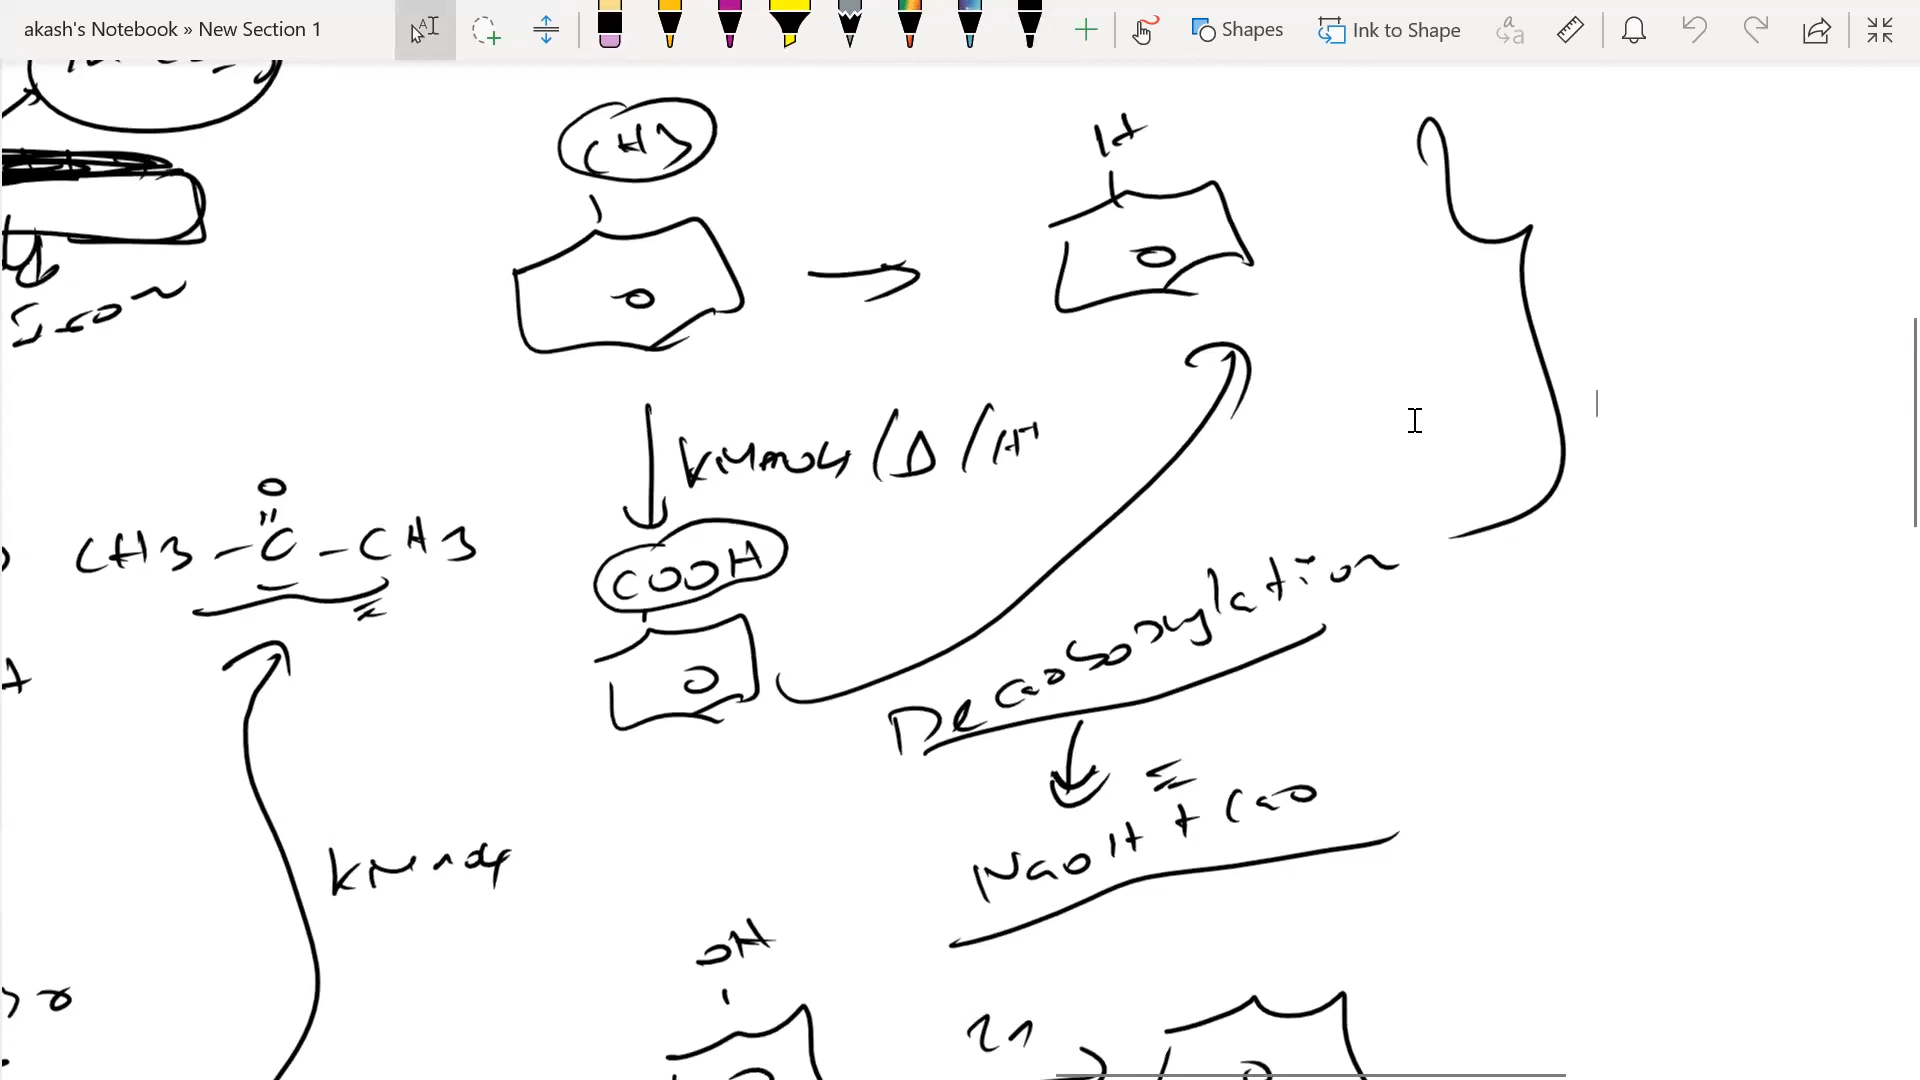 akash's Notebook » New Section 1
Shapes
Ink to Shape
CH3
H
O
O
KMnO4 / Δ / H+
O
CH3 - C - CH3
COOH
O
Decarboxylation
NaOH + CaO
KMnO4
OH
Zn